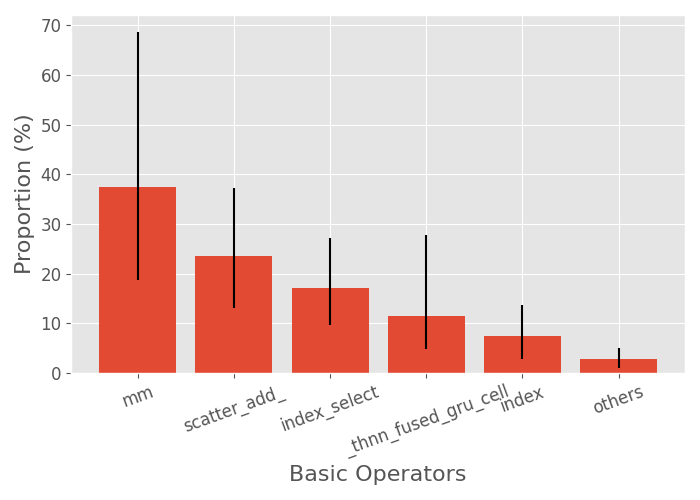 70
60
50
40
30
20
10
0
Proportion (%)
mm
scatter_add_
index_select
_thnn_fused_gru_cell
index
others
Basic Operators